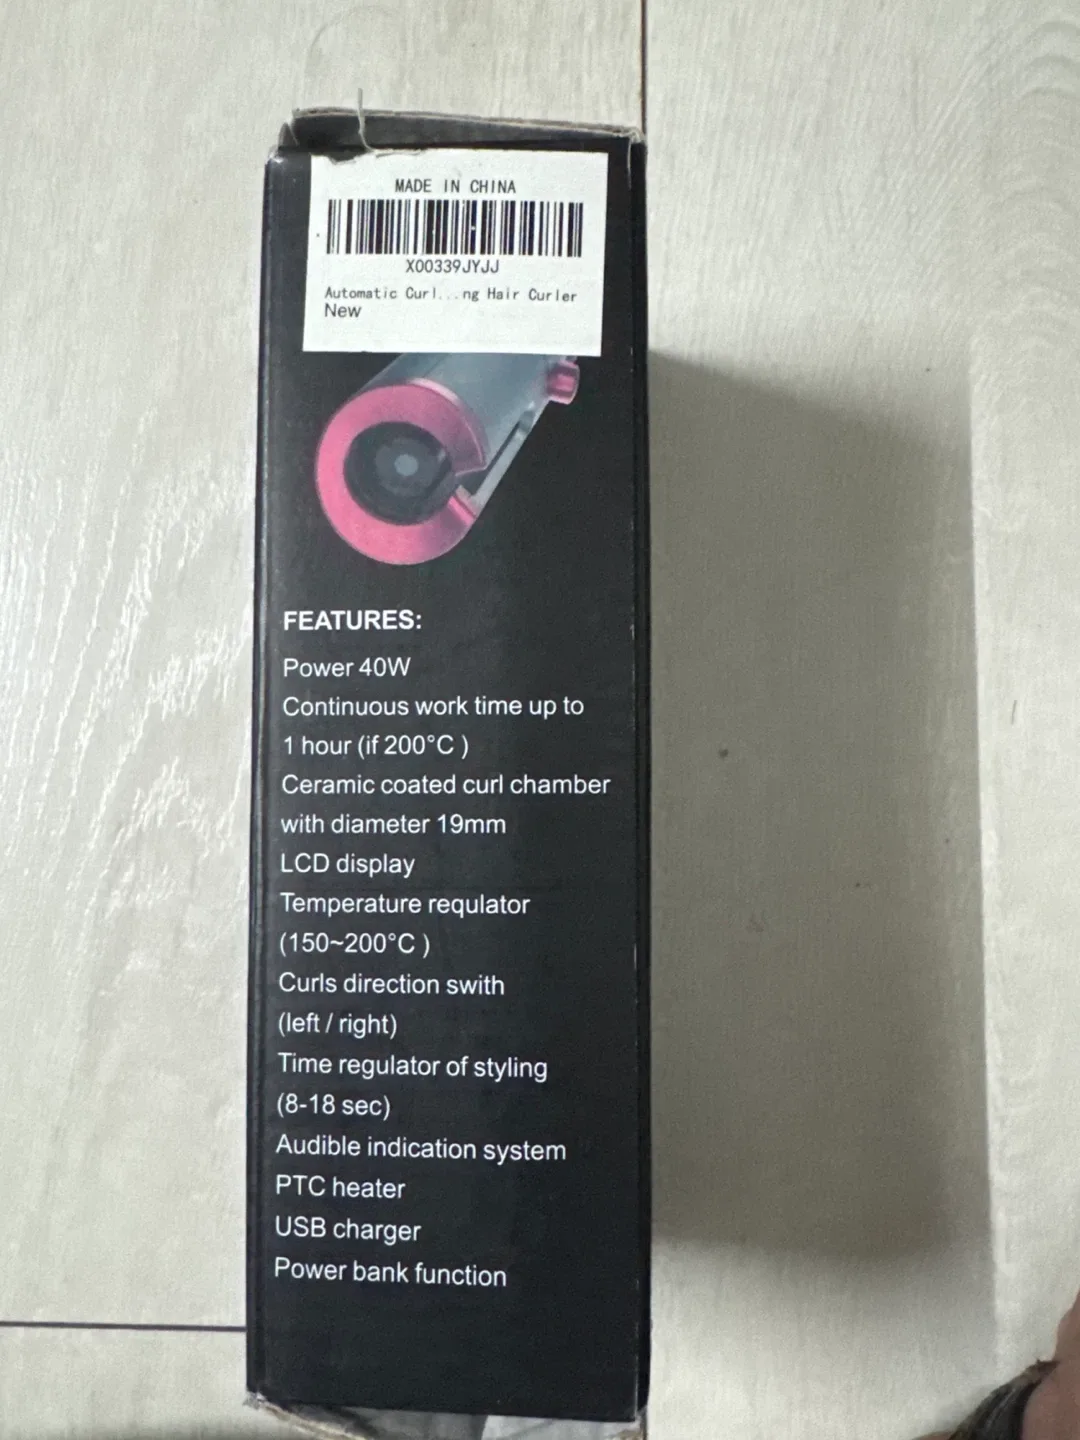 MADE IN CHINA
X00339JYJJ
Automatic Curl...ng Hair Curler
New
FEATURES:
Power 40W
Continuous work time up to
1 hour (if 200°C )
Ceramic coated curl chamber
with diameter 19mm
LCD display
Temperature requlator
(150~200°C )
Curls direction swith
(left / right)
Time regulator of styling
(8-18 sec)
Audible indication system
PTC heater
USB charger
Power bank function